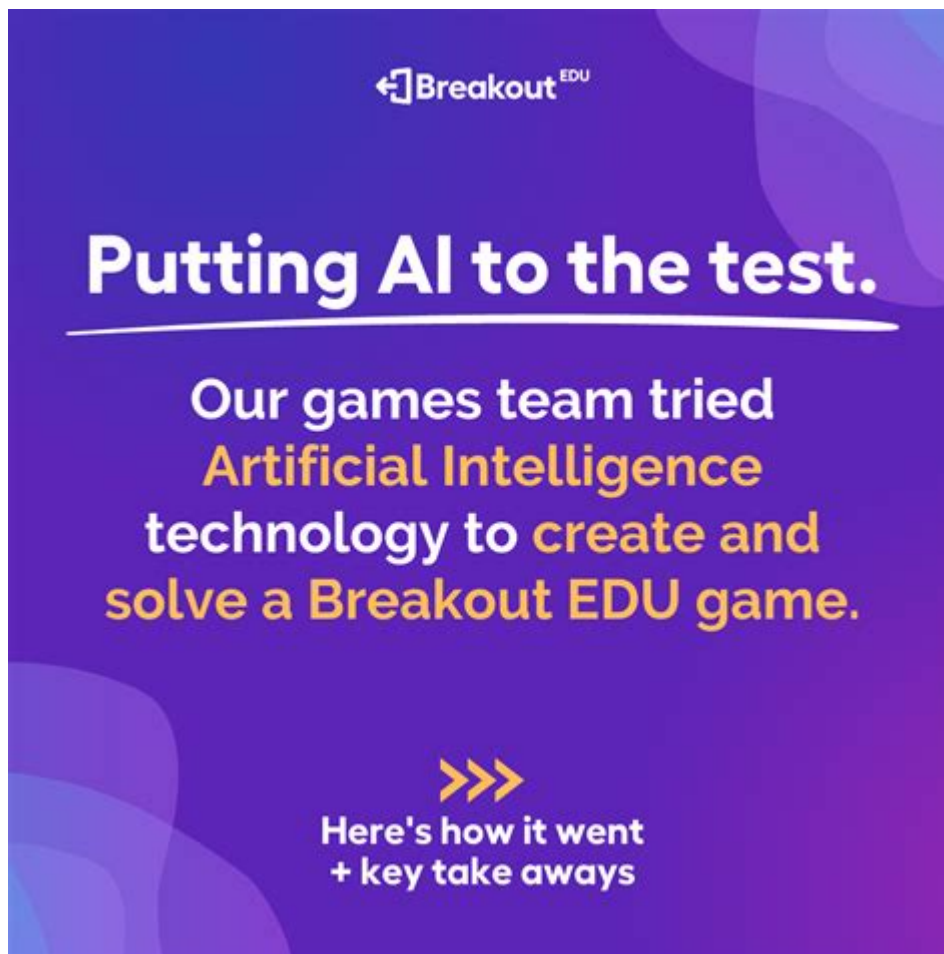 Breakout EDU
Putting AI to the test.
Our games team tried
Artificial Intelligence
technology to create and
solve a Breakout EDU game.
>>>
Here's how it went
+ key take aways